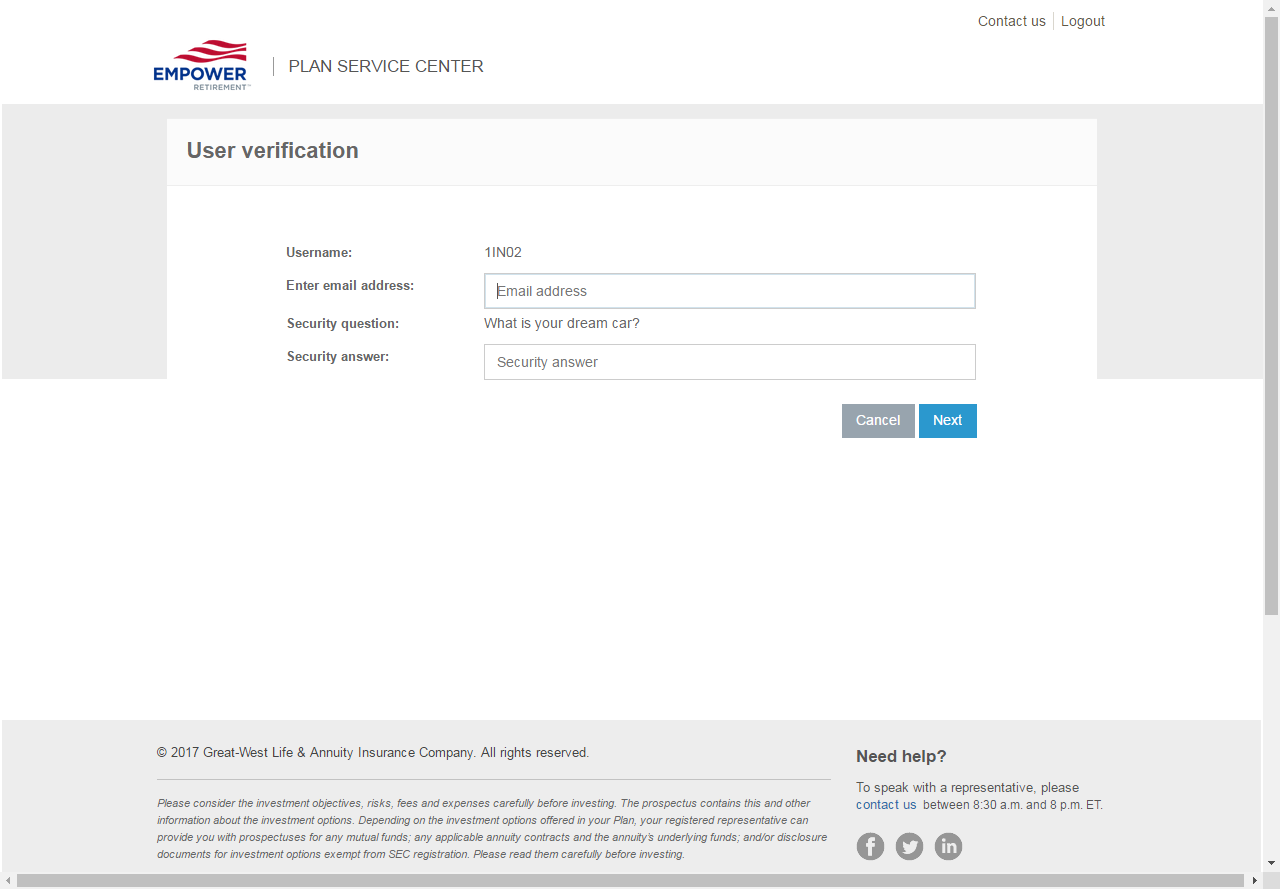 Contact us
Logout
EMPOWER
RETIREMENT™
PLAN SERVICE CENTER
User verification
Username:
1IN02
Enter email address:
Email address
Security question:
What is your dream car?
Security answer:
Security answer
Cancel
Next
© 2017 Great-West Life & Annuity Insurance Company. All rights reserved.
Please consider the investment objectives, risks, fees and expenses carefully before investing. The prospectus contains this and other
information about the investment options. Depending on the investment options offered in your Plan, your registered representative can
provide you with prospectuses for any mutual funds; any applicable annuity contracts and the annuity's underlying funds; and/or disclosure
documents for investment options exempt from SEC registration. Please read them carefully before investing.
Need help?
To speak with a representative, please
contact us between 8:30 a.m. and 8 p.m. ET.
f
in